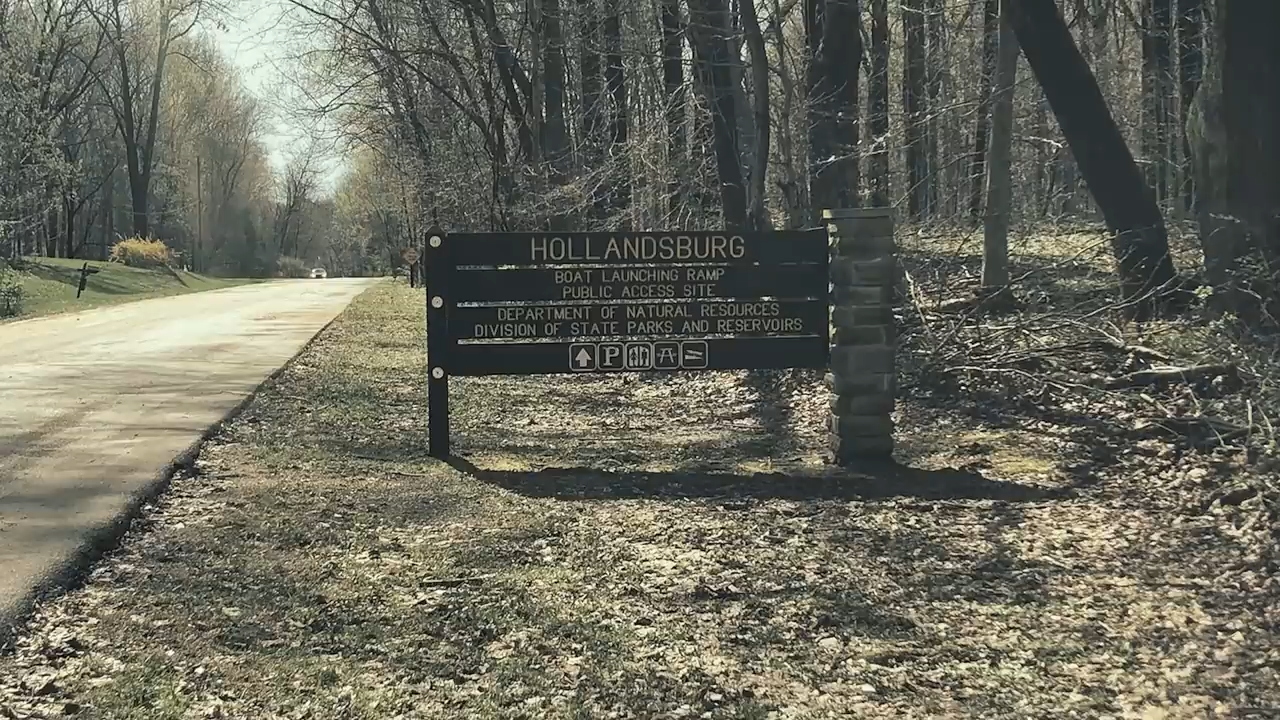 HOLLANDSBURG
BOAT LAUNCHING RAMP
PUBLIC ACCESS SITE
DEPARTMENT OF NATURAL RESOURCES
DIVISION OF STATE PARKS AND RESERVOIRS
P